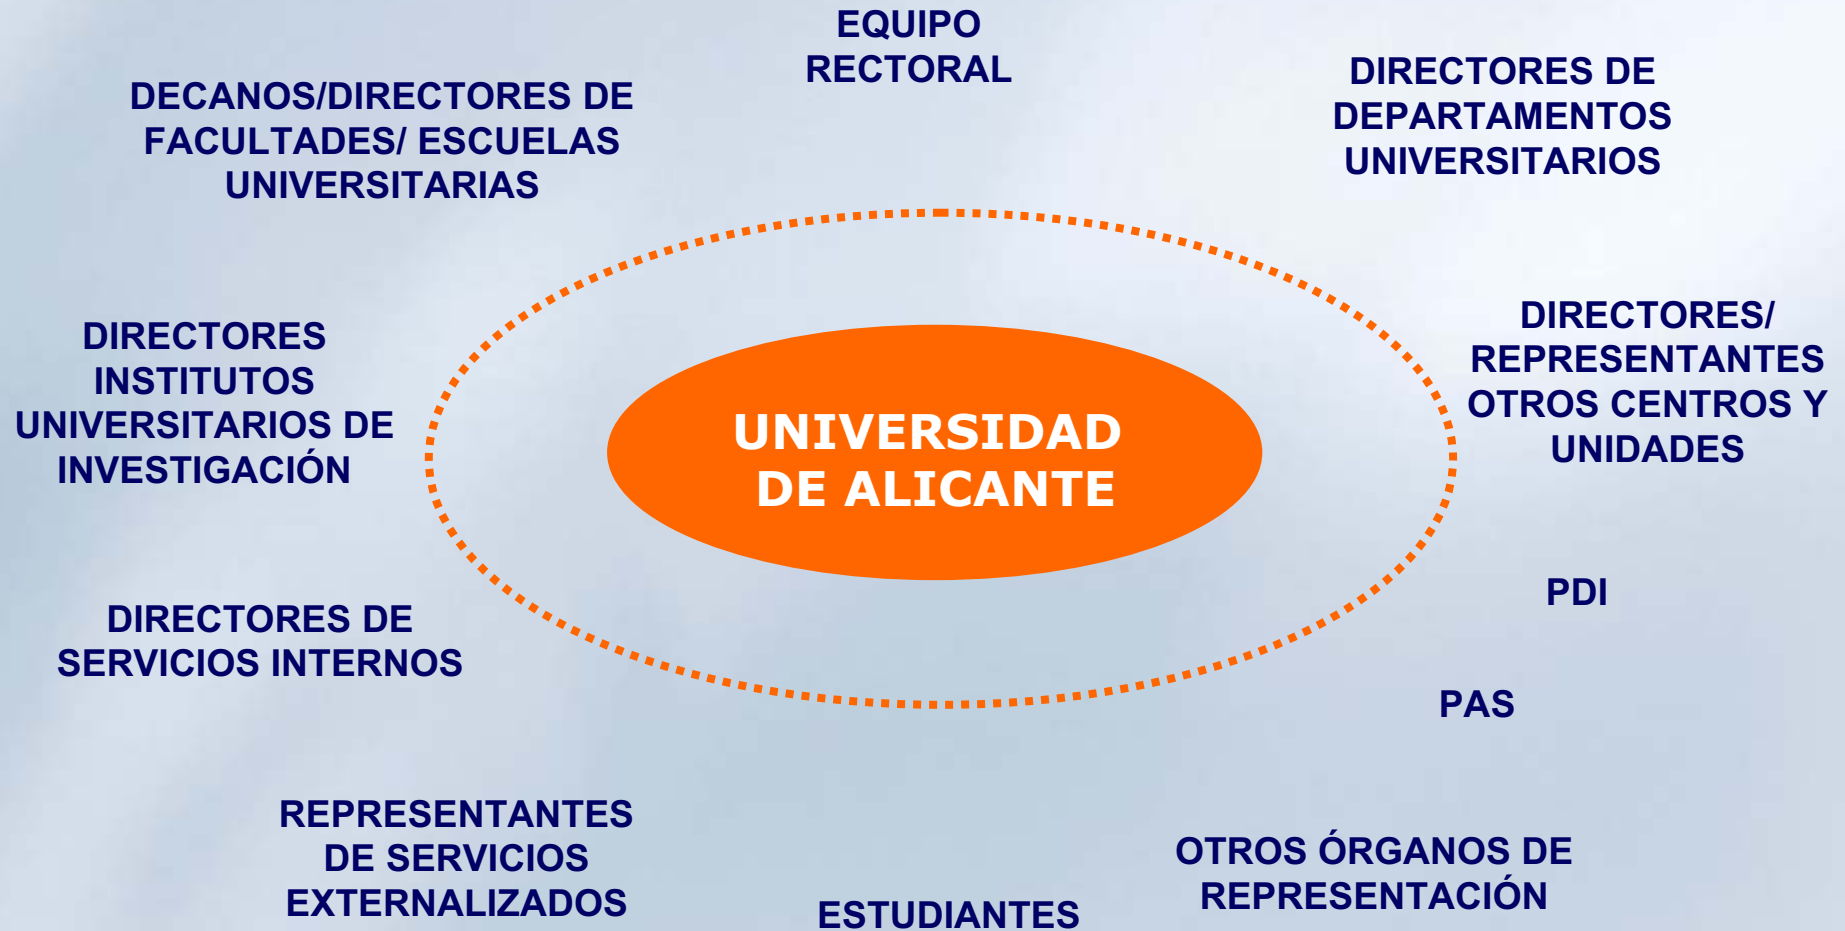 EQUIPO
RECTORAL
DECANOS/DIRECTORES DE
FACULTADES/ ESCUELAS
UNIVERSITARIAS
DIRECTORES DE
DEPARTAMENTOS
UNIVERSITARIOS
DIRECTORES
INSTITUTOS
UNIVERSITARIOS DE
INVESTIGACIÓN
UNIVERSIDAD
DE ALICANTE
DIRECTORES/
REPRESENTANTES
OTROS CENTROS Y
UNIDADES
DIRECTORES DE
SERVICIOS INTERNOS
PDI
PAS
REPRESENTANTES
DE SERVICIOS
EXTERNALIZADOS
ESTUDIANTES
OTROS ÓRGANOS DE
REPRESENTACIÓN